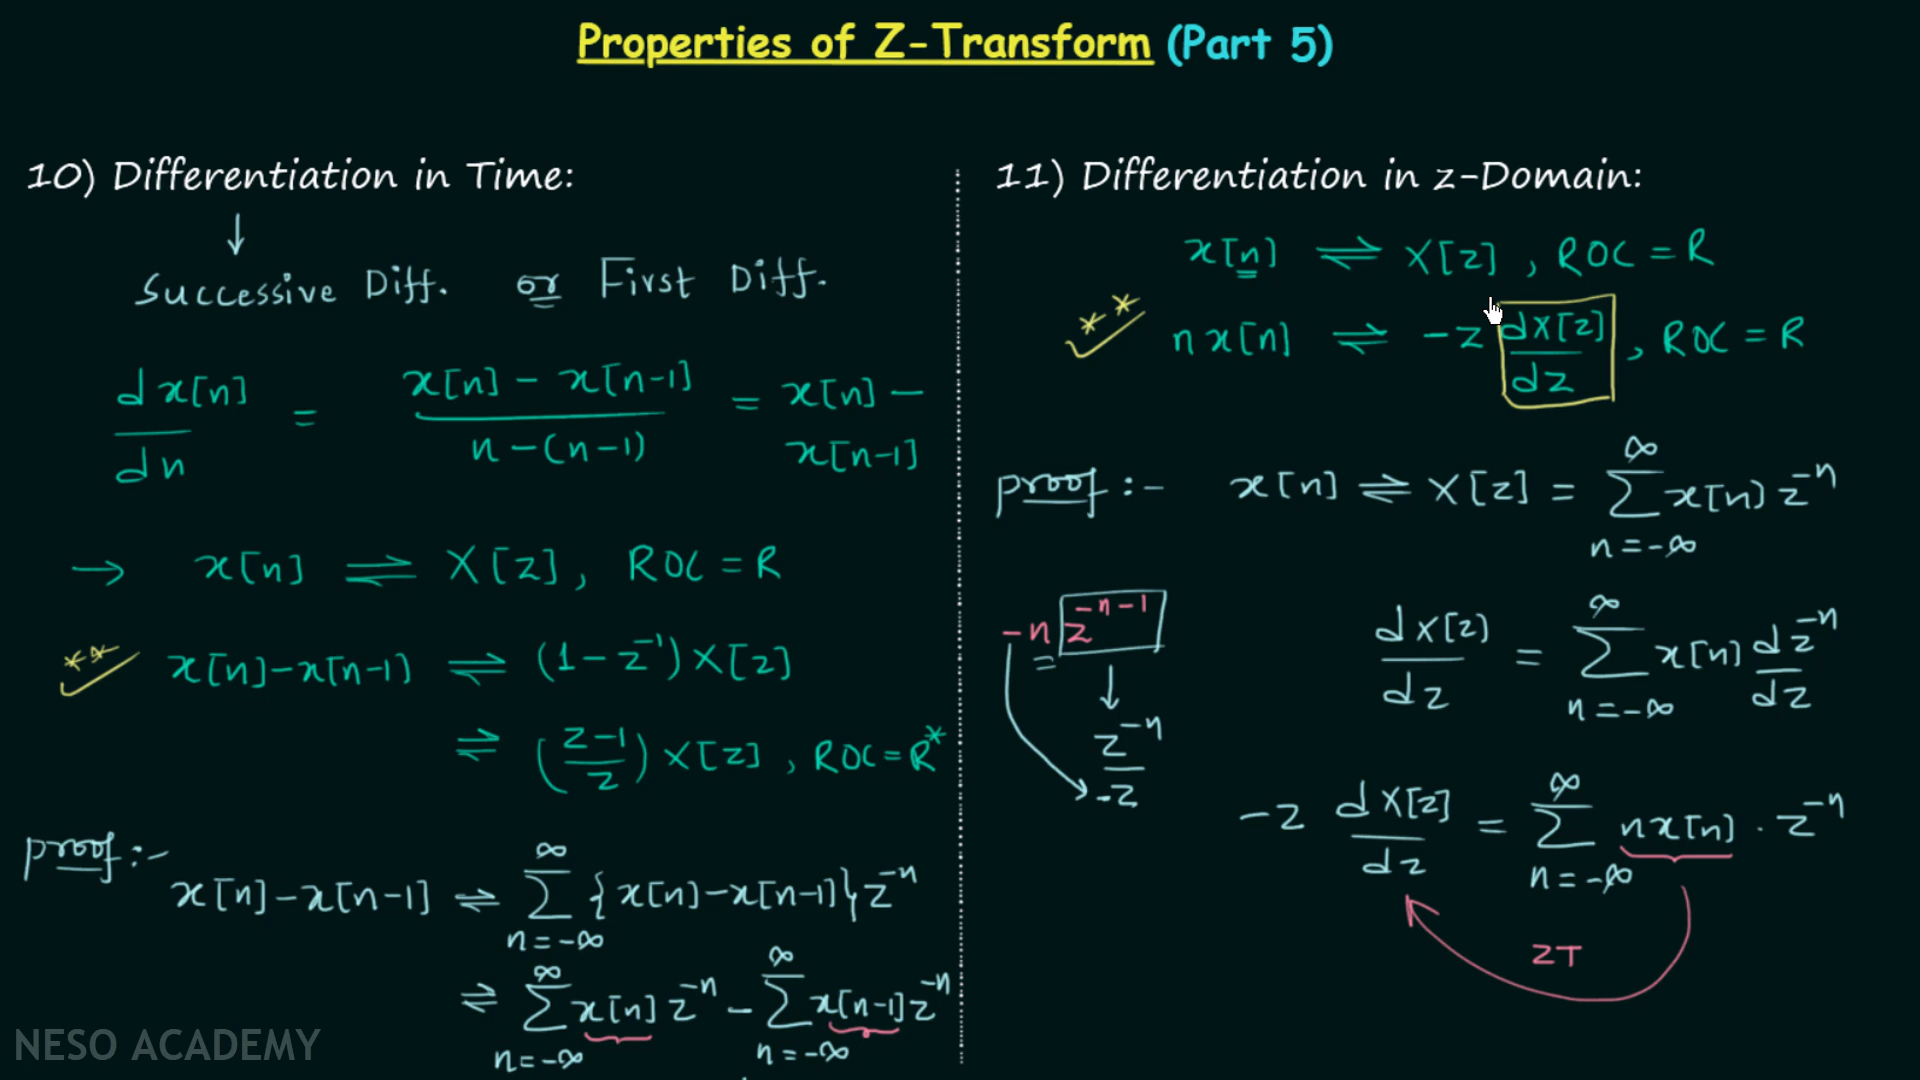 Properties of Z-Transform (Part 5)
10) Differentiation in Time:
↓
Successive Diff. or First Diff.
dx[n]/dn = (x[n] - x[n-1])/(n-(n-1)) = x[n] - x[n-1]
→ x[n] ⇌ X[z], ROC = R
** x[n]-x[n-1] ⇌ (1-z⁻¹)X[z]
⇌ ((z-1)/z) X[z], ROC = R*
proof:-
x[n]-x[n-1] ⇌ ∞ Σ n=-∞ {x[n]-x[n-1]}z⁻ⁿ
⇌ ∞ Σ n=-∞ x[n] z⁻ⁿ - ∞ Σ n=-∞ x[n-1] z⁻ⁿ
NESO ACADEMY
11) Differentiation in z-Domain:
x[n] ⇌ X[z], ROC = R
** n x[n] ⇌ -z dX[z]/dz, ROC = R
proof:- x[n] ⇌ X[z] = ∞ Σ n=-∞ x[n] z⁻ⁿ
dX[z]/dz = ∞ Σ n=-∞ x[n] dz⁻ⁿ/dz
-n z⁻ⁿ⁻¹
↓
z⁻ⁿ/-z
-z dX[z]/dz = ∞ Σ n=-∞ nx[n] . z⁻ⁿ
ZT